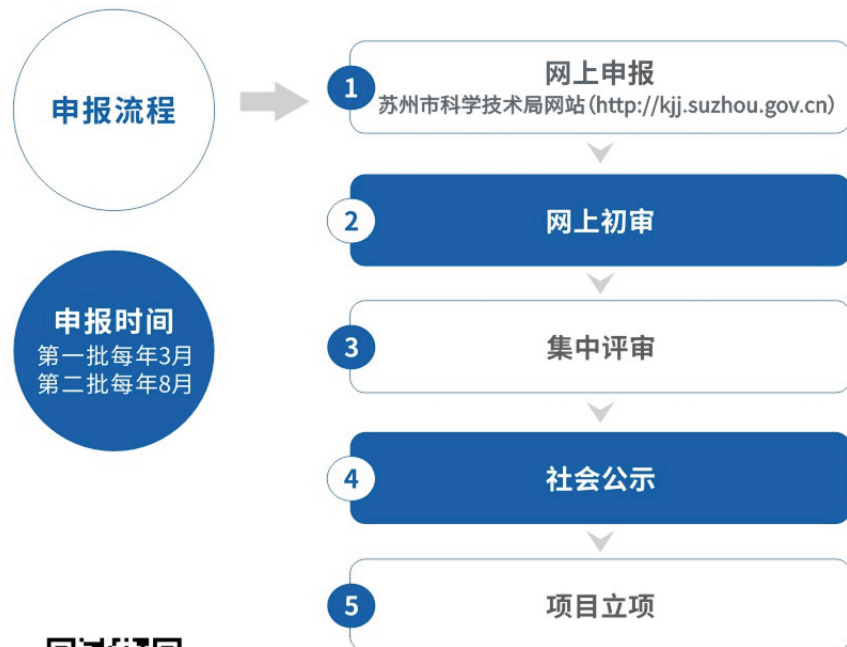 申报流程
1
网上申报
苏州市科学技术局网站(http://kjj.suzhou.gov.cn)
2
网上初审
申报时间
第一批每年3月
第二批每年8月
3
集中评审
4
社会公示
5
项目立项